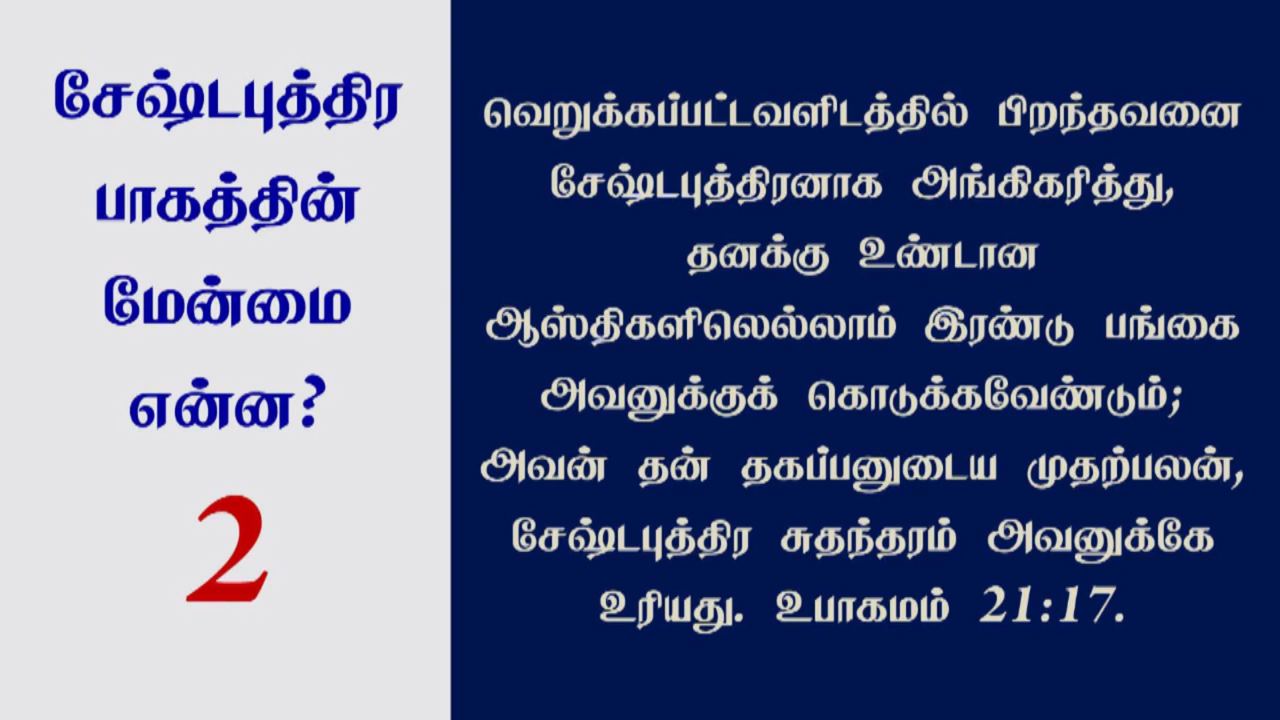 சேஷ்டபுத்திர
பாகத்தின்
மேன்மை
என்ன?
2
வெறுக்கப்பட்டவளிடத்தில் பிறந்தவனை
சேஷ்டபுத்திரனாக அங்கிகரித்து,
தனக்கு உண்டான
ஆஸ்திகளிலெல்லாம் இரண்டு பங்கை
அவனுக்குக் கொடுக்கவேண்டும்;
அவன் தன் தகப்பனுடைய முதற்பலன்,
சேஷ்டபுத்திர சுதந்தரம் அவனுக்கே
உரியது. உபாகமம் 21:17.